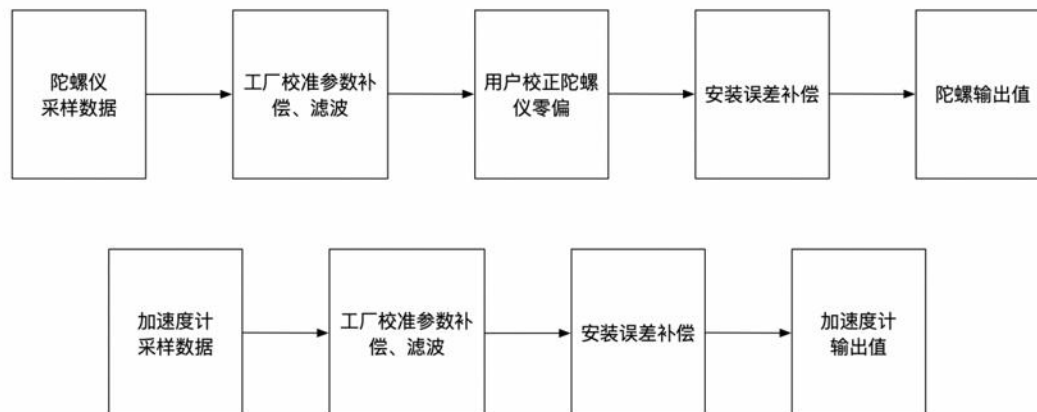 陀螺仪
采样数据
工厂校准参数补
偿、滤波
用户校正陀螺
仪零偏
安装误差补偿
陀螺输出值
加速度计
采样数据
工厂校准参数补
偿、滤波
安装误差补偿
加速度计
输出值